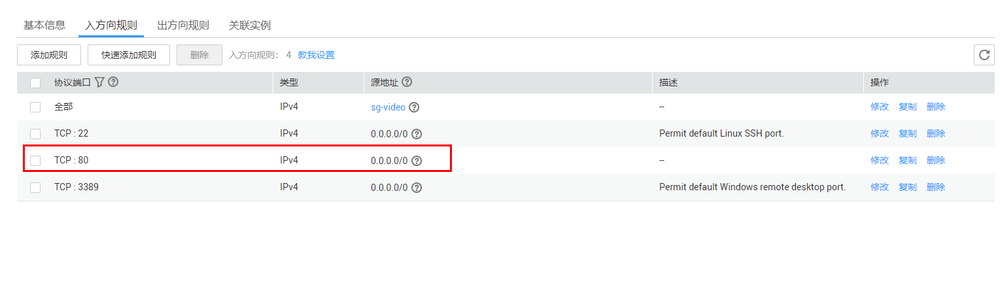 基本信息 入方向规则 出方向规则 关联实例
添加规则 快速添加规则 删除 入方向规则： 4 教我设置
协议端口 类型 源地址 描述 操作
全部 IPv4 sg-video -- 修改 复制 删除
TCP : 22 IPv4 0.0.0.0/0 Permit default Linux SSH port. 修改 复制 删除
TCP : 80 IPv4 0.0.0.0/0 -- 修改 复制 删除
TCP : 3389 IPv4 0.0.0.0/0 Permit default Windows remote desktop port. 修改 复制 删除